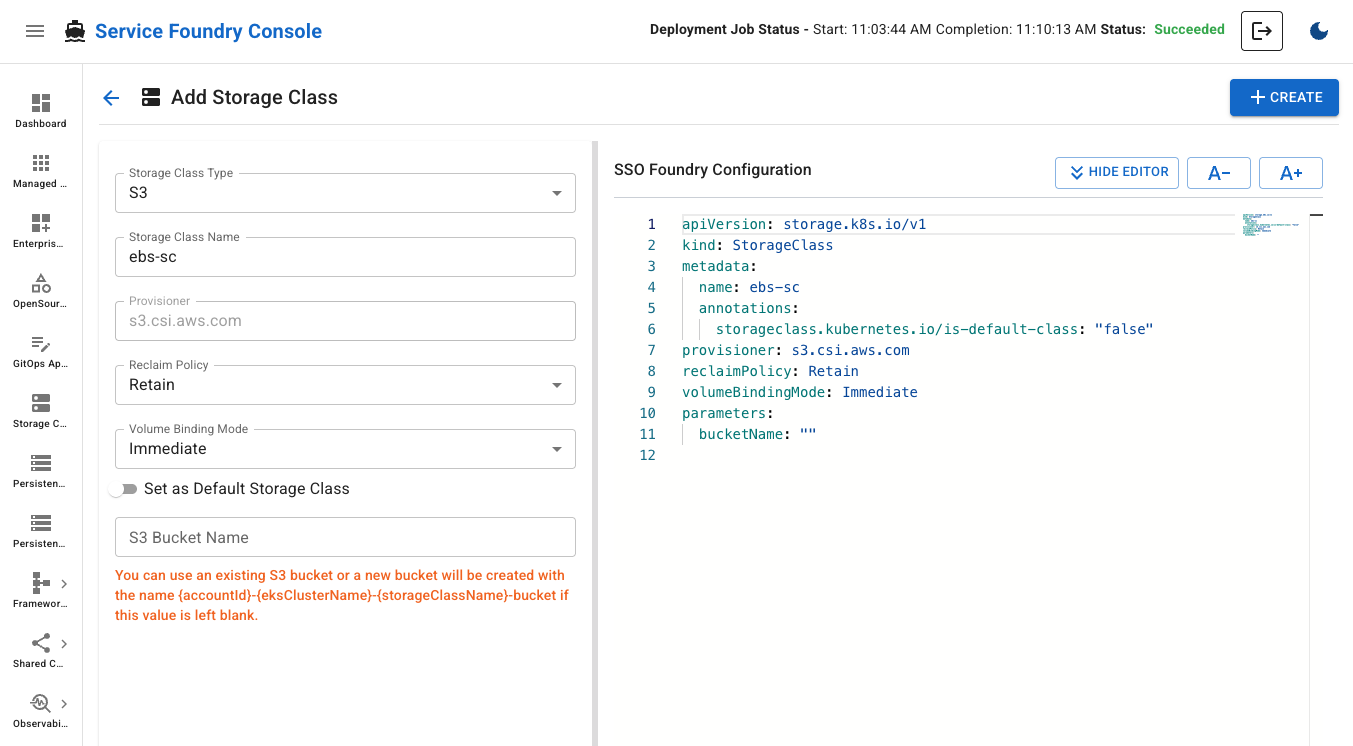 Service Foundry Console
Deployment Job Status - Start: 11:03:44 AM Completion: 11:10:13 AM Status: Succeeded
Dashboard
Managed ...
Enterpris...
OpenSour...
GitOps Ap...
Storage C...
Persisten...
Persisten...
Framewor...
Shared C...
Observabi...
Add Storage Class
CREATE
Storage Class Type
S3
Storage Class Name
ebs-sc
Provisioner
s3.csi.aws.com
Reclaim Policy
Retain
Volume Binding Mode
Immediate
Set as Default Storage Class
S3 Bucket Name
You can use an existing S3 bucket or a new bucket will be created with
the name {accountId}-{eksClusterName}-{storageClassName}-bucket if
this value is left blank.
SSO Foundry Configuration
HIDE EDITOR
A-
A+
1 apiVersion: storage.k8s.io/v1
2 kind: StorageClass
3 metadata:
4 name: ebs-sc
5 annotations:
6 storageclass.kubernetes.io/is-default-class: "false"
7 provisioner: s3.csi.aws.com
8 reclaimPolicy: Retain
9 volumeBindingMode: Immediate
10 parameters:
11 bucketName: ""
12